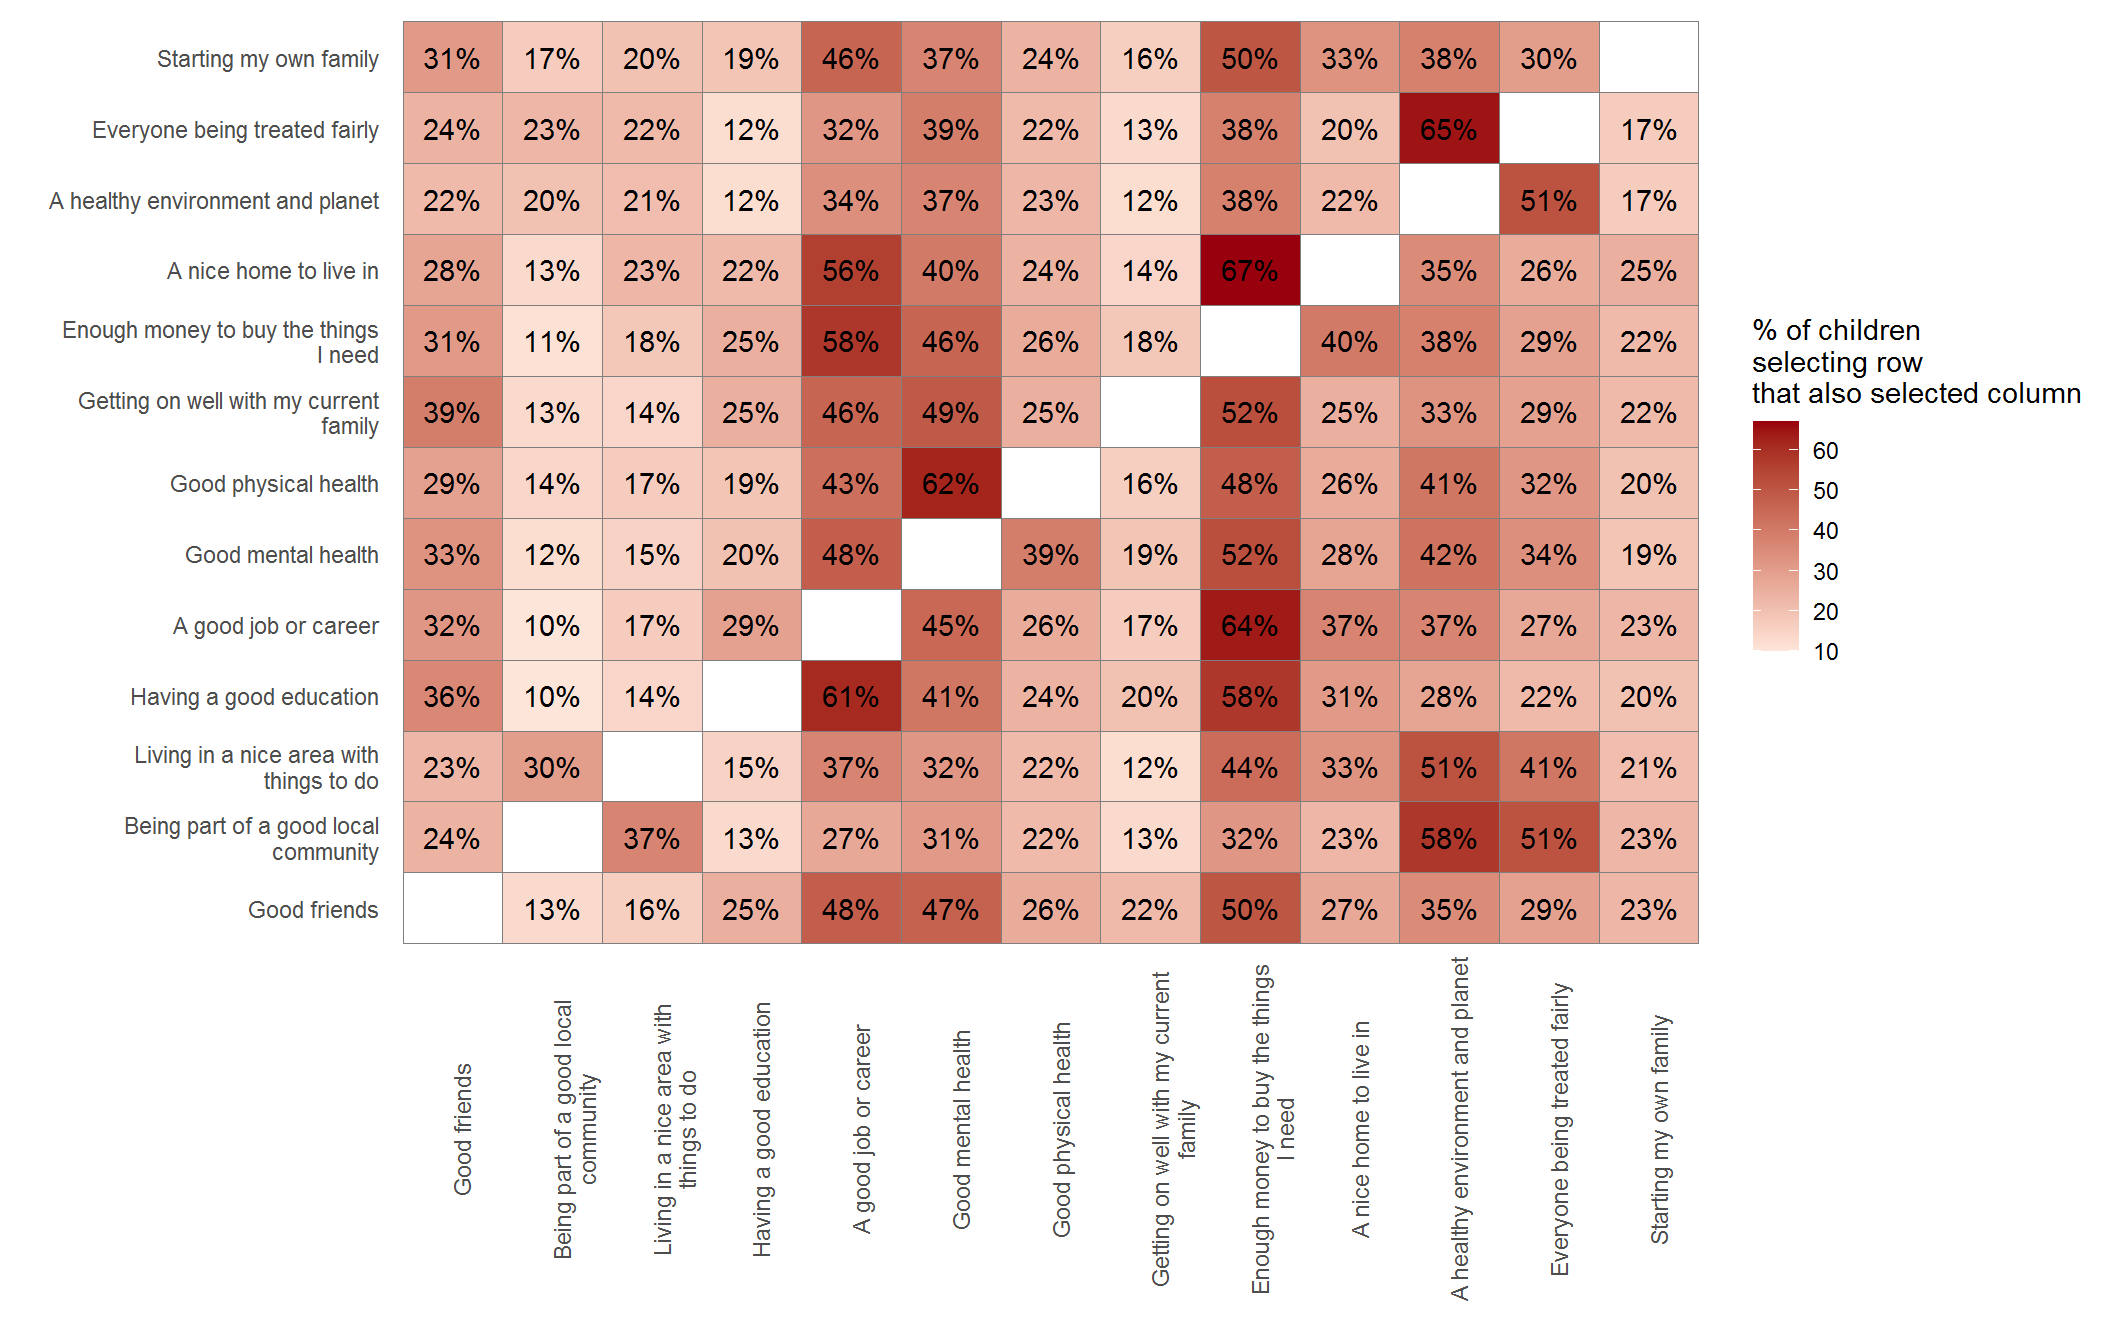 Starting my own family 31% 17% 20% 19% 46% 37% 24% 16% 50% 33% 38% 30%
Everyone being treated fairly 24% 23% 22% 12% 32% 39% 22% 13% 38% 20% 65% 17%
A healthy environment and planet 22% 20% 21% 12% 34% 37% 23% 12% 38% 22% 51% 17%
A nice home to live in 28% 13% 23% 22% 56% 40% 24% 14% 67% 35% 26% 25%
Enough money to buy the things
I need
31% 11% 18% 25% 58% 46% 26% 18% 40% 38% 29% 22%
Getting on well with my current
family
39% 13% 14% 25% 46% 49% 25% 52% 25% 33% 29% 22%
Good physical health 29% 14% 17% 19% 43% 62% 16% 48% 26% 41% 32% 20%
Good mental health 33% 12% 15% 20% 48% 39% 19% 52% 28% 42% 34% 19%
A good job or career 32% 10% 17% 29% 45% 26% 17% 64% 37% 37% 27% 23%
Having a good education 36% 10% 14% 61% 41% 24% 20% 58% 31% 28% 22% 20%
Living in a nice area with
things to do
23% 30% 15% 37% 32% 22% 12% 44% 33% 51% 41% 21%
Being part of a good local
community
24% 37% 13% 27% 31% 22% 13% 32% 23% 58% 51% 23%
Good friends 13% 16% 25% 48% 47% 26% 22% 50% 27% 35% 29% 23%
Good friends
Being part of a good local
community
Living in a nice area with
things to do
Having a good education
A good job or career
Good mental health
Good physical health
Getting on well with my current
family
Enough money to buy the things
I need
A nice home to live in
A healthy environment and planet
Everyone being treated fairly
Starting my own family
% of children
selecting row
that also selected column
60
50
40
30
20
10